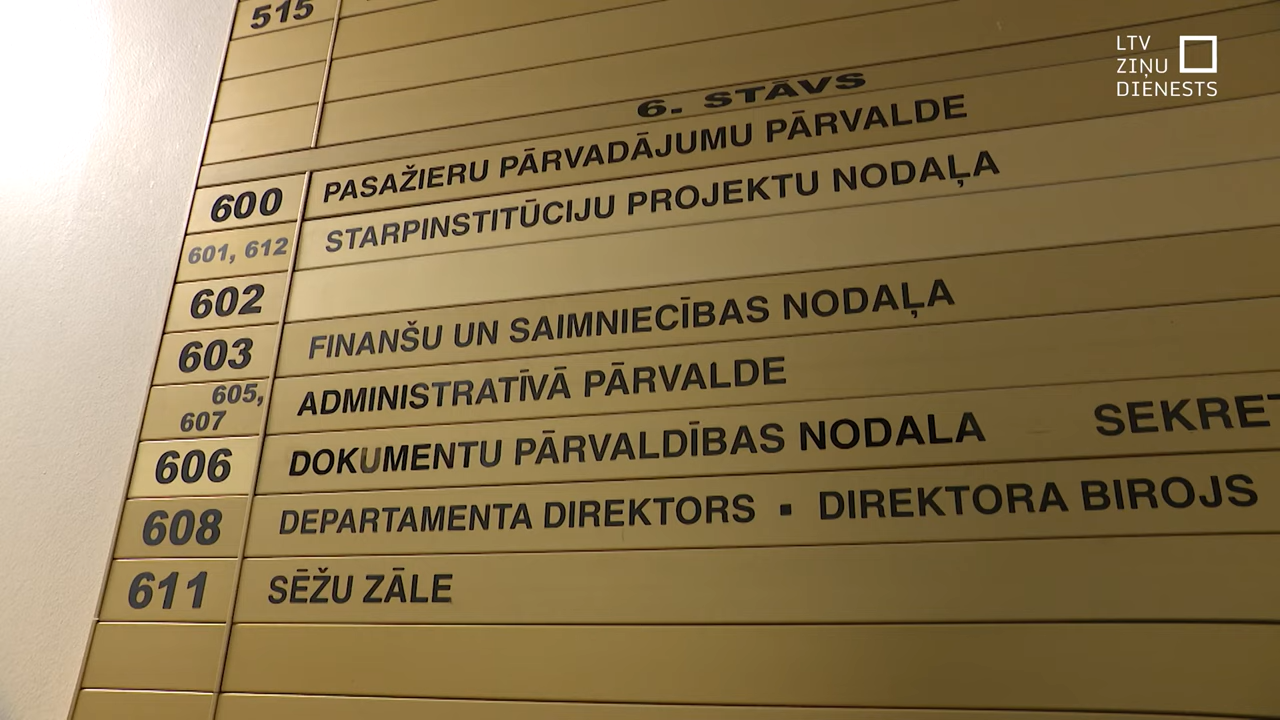 515
LTV
ZIŅU
DIENESTS
6. STĀVS
600 PASAŽIERU PĀRVADĀJUMU PĀRVALDE
601, 612 STARPINSTITŪCIJU PROJEKTU NODAĻA
602
603 FINANŠU UN SAIMNIECĪBAS NODAĻA
605,
607 ADMINISTRATĪVĀ PĀRVALDE
606 DOKUMENTU PĀRVALDĪBAS NODALA SEKRET
608 DEPARTAMENTA DIREKTORS ▪ DIREKTORA BIROJS
611 SĒŽU ZĀLE